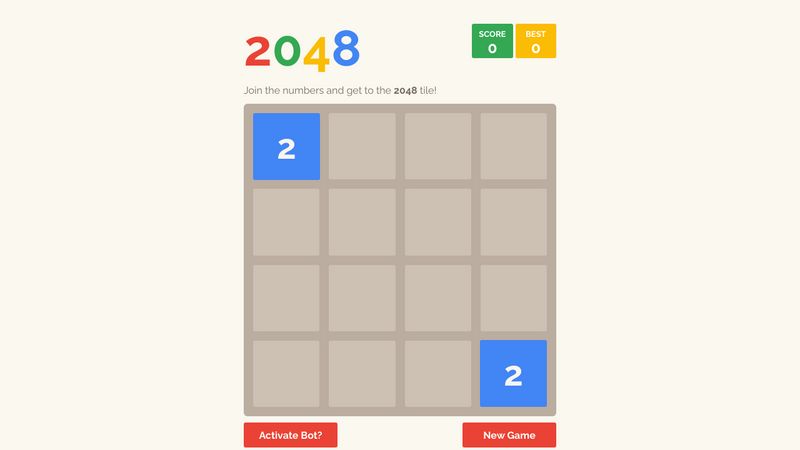 2048
SCORE
0
BEST
0
Join the numbers and get to the 2048 tile!
2
2
Activate Bot?
New Game